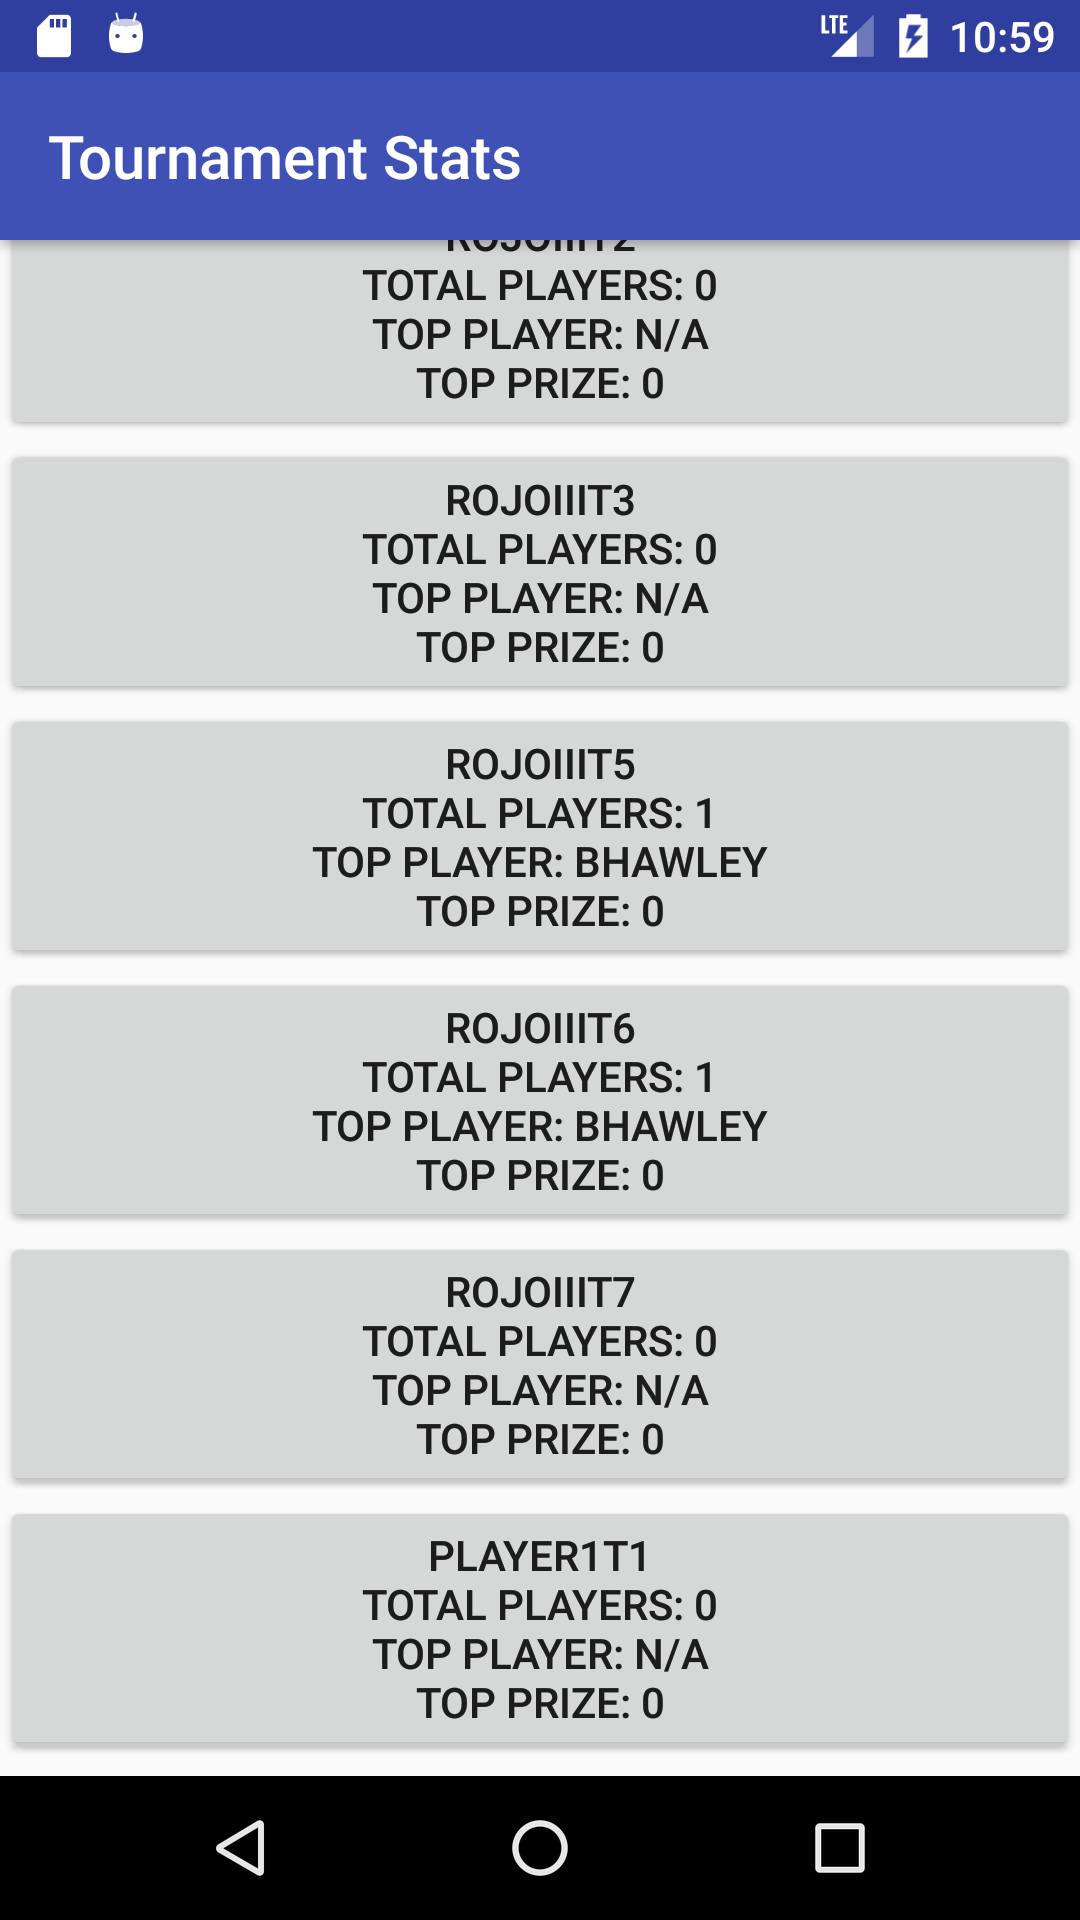 LTE 10:59
Tournament Stats
ROJOIIIT2
TOTAL PLAYERS: 0
TOP PLAYER: N/A
TOP PRIZE: 0
ROJOIIIT3
TOTAL PLAYERS: 0
TOP PLAYER: N/A
TOP PRIZE: 0
ROJOIIIT5
TOTAL PLAYERS: 1
TOP PLAYER: BHAWLEY
TOP PRIZE: 0
ROJOIIIT6
TOTAL PLAYERS: 1
TOP PLAYER: BHAWLEY
TOP PRIZE: 0
ROJOIIIT7
TOTAL PLAYERS: 0
TOP PLAYER: N/A
TOP PRIZE: 0
PLAYER1T1
TOTAL PLAYERS: 0
TOP PLAYER: N/A
TOP PRIZE: 0